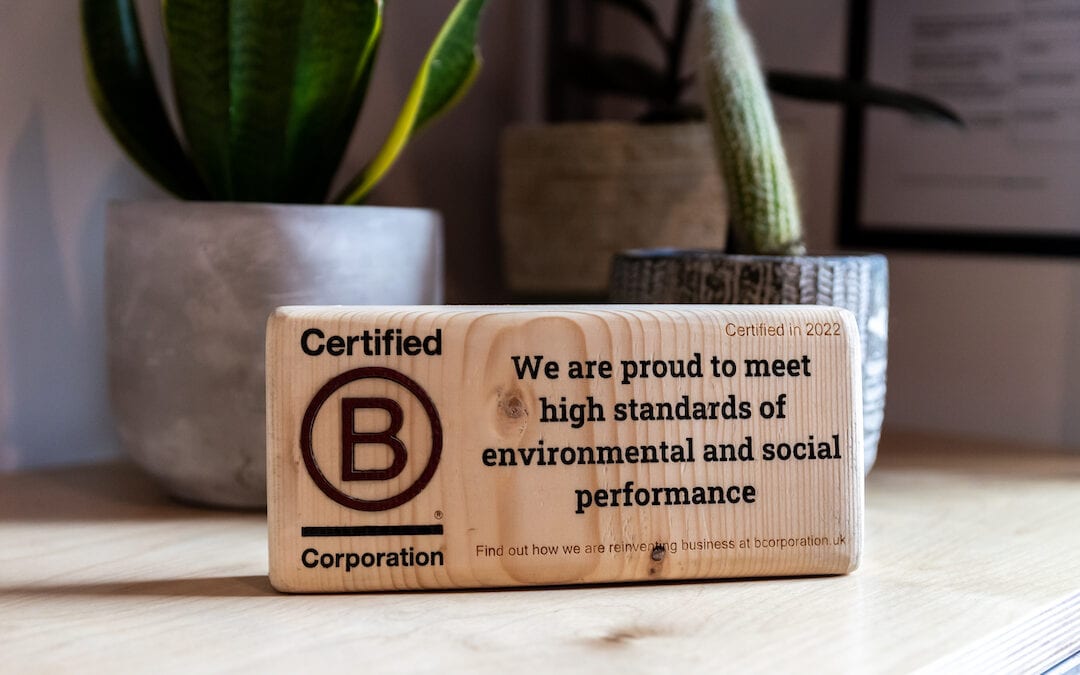 Certified
B
®
Corporation
Certified in 2022
We are proud to meet
high standards of
environmental and social
performance
Find out how we are reinventing business at bcorporation.uk